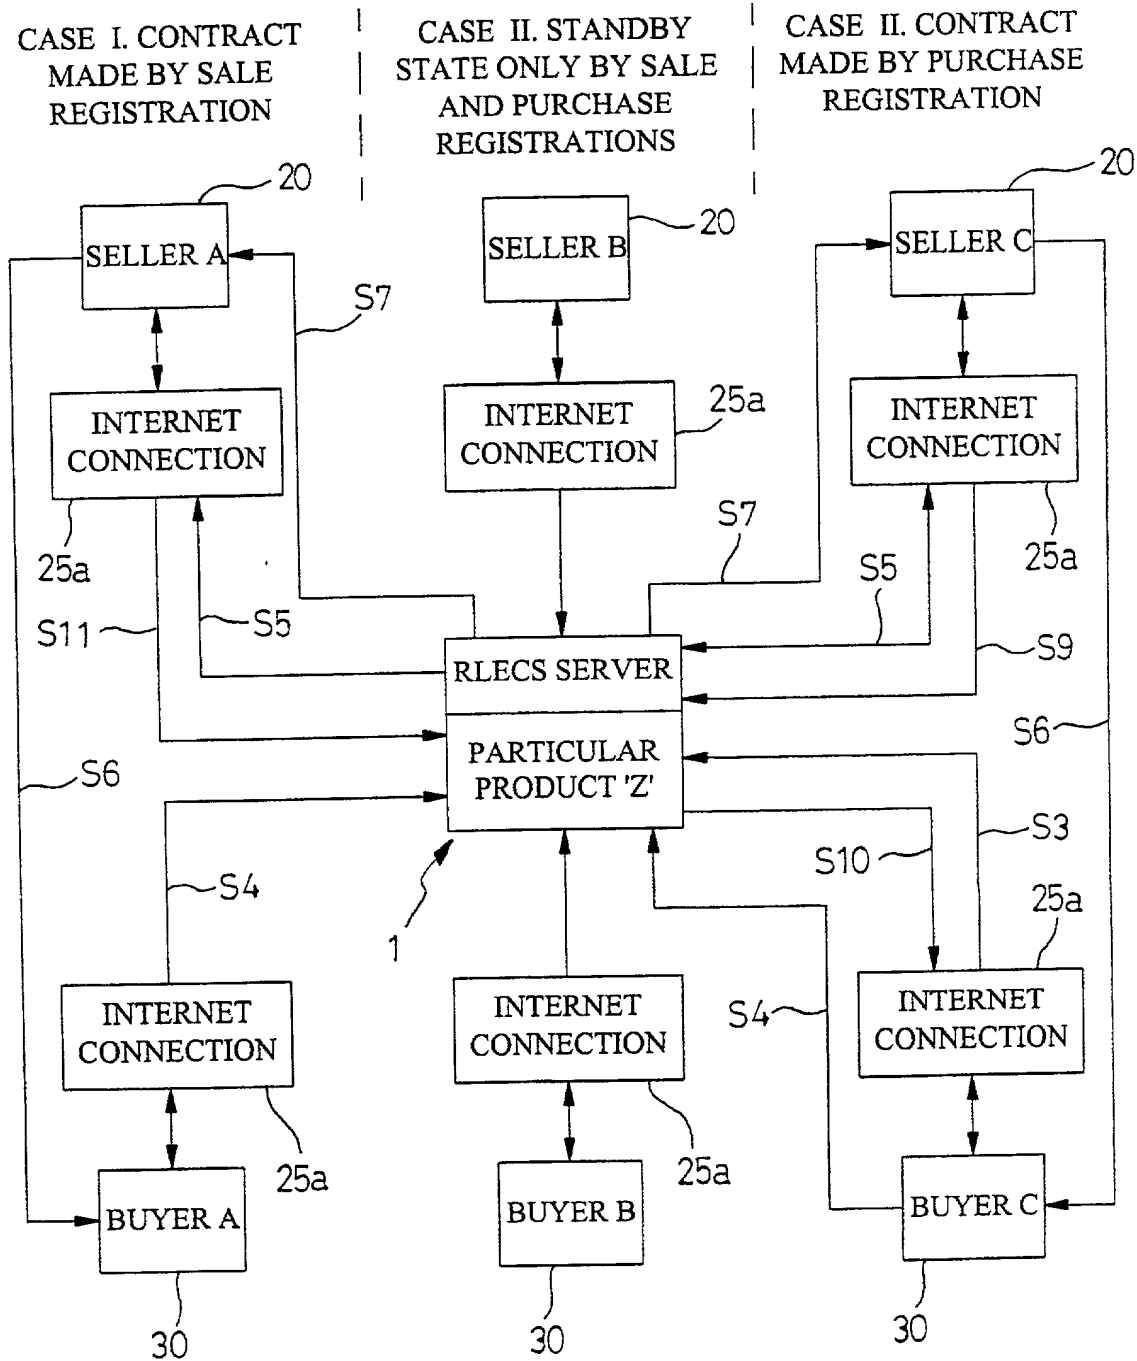 CASE I. CONTRACT
MADE BY SALE
REGISTRATION
CASE II. STANDBY
STATE ONLY BY SALE
AND PURCHASE
REGISTRATIONS
CASE II. CONTRACT
MADE BY PURCHASE
REGISTRATION
20
20
20
SELLER A
SELLER B
SELLER C
S7
INTERNET
CONNECTION
INTERNET
CONNECTION
25a
INTERNET
CONNECTION
25a
S7
25a
S11
S5
S5
S9
RLECS SERVER
S6
S6
PARTICULAR
PRODUCT 'Z'
S4
S10
S3
1
25a
INTERNET
CONNECTION
INTERNET
CONNECTION
S4
INTERNET
CONNECTION
25a
25a
BUYER A
BUYER B
BUYER C
30
30
30